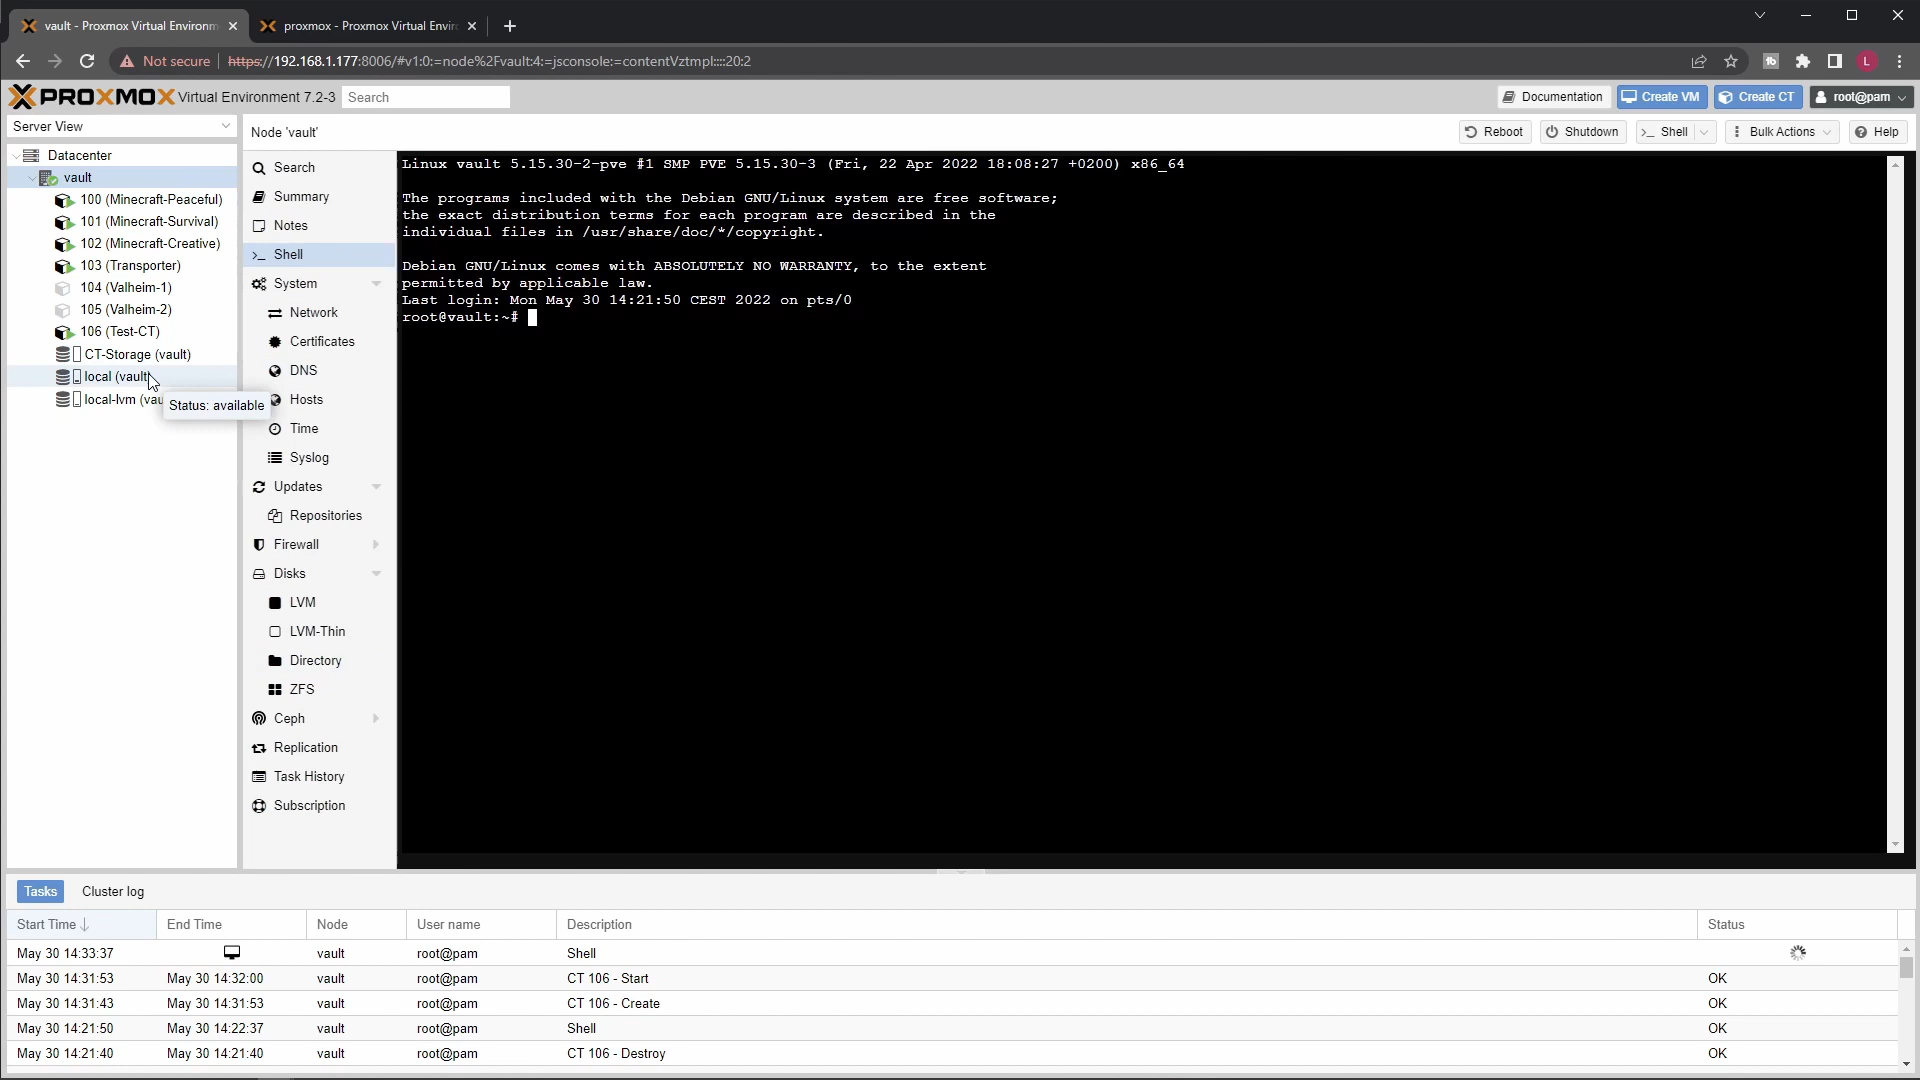 vault - Proxmox Virtual Environm
proxmox - Proxmox Virtual Enviro
Not secure
https://192.168.1.177:8006/#v1:0:=node%2Fvault:4:=jsconsole:=contentVztmpl::::20:2
L
PROXMOX Virtual Environment 7.2-3
Search
Documentation
Create VM
Create CT
root@pam
Server View
Node 'vault'
Reboot
Shutdown
Shell
Bulk Actions
Help
Datacenter
vault
100 (Minecraft-Peaceful)
101 (Minecraft-Survival)
102 (Minecraft-Creative)
103 (Transporter)
104 (Valheim-1)
105 (Valheim-2)
106 (Test-CT)
CT-Storage (vault)
local (vault)
local-lvm (vau
Status: available
Search
Summary
Notes
Shell
System
Network
Certificates
DNS
Hosts
Time
Syslog
Updates
Repositories
Firewall
Disks
LVM
LVM-Thin
Directory
ZFS
Ceph
Replication
Task History
Subscription
Linux vault 5.15.30-2-pve #1 SMP PVE 5.15.30-3 (Fri, 22 Apr 2022 18:08:27 +0200) x86_64
The programs included with the Debian GNU/Linux system are free software;
the exact distribution terms for each program are described in the
individual files in /usr/share/doc/*/copyright.
Debian GNU/Linux comes with ABSOLUTELY NO WARRANTY, to the extent
permitted by applicable law.
Last login: Mon May 30 14:21:50 CEST 2022 on pts/0
root@vault:~#
Tasks
Cluster log
Start Time End Time Node User name Description Status
May 30 14:33:37 vault root@pam Shell
May 30 14:31:53 May 30 14:32:00 vault root@pam CT 106 - Start OK
May 30 14:31:43 May 30 14:31:53 vault root@pam CT 106 - Create OK
May 30 14:21:50 May 30 14:22:37 vault root@pam Shell OK
May 30 14:21:40 May 30 14:21:40 vault root@pam CT 106 - Destroy OK